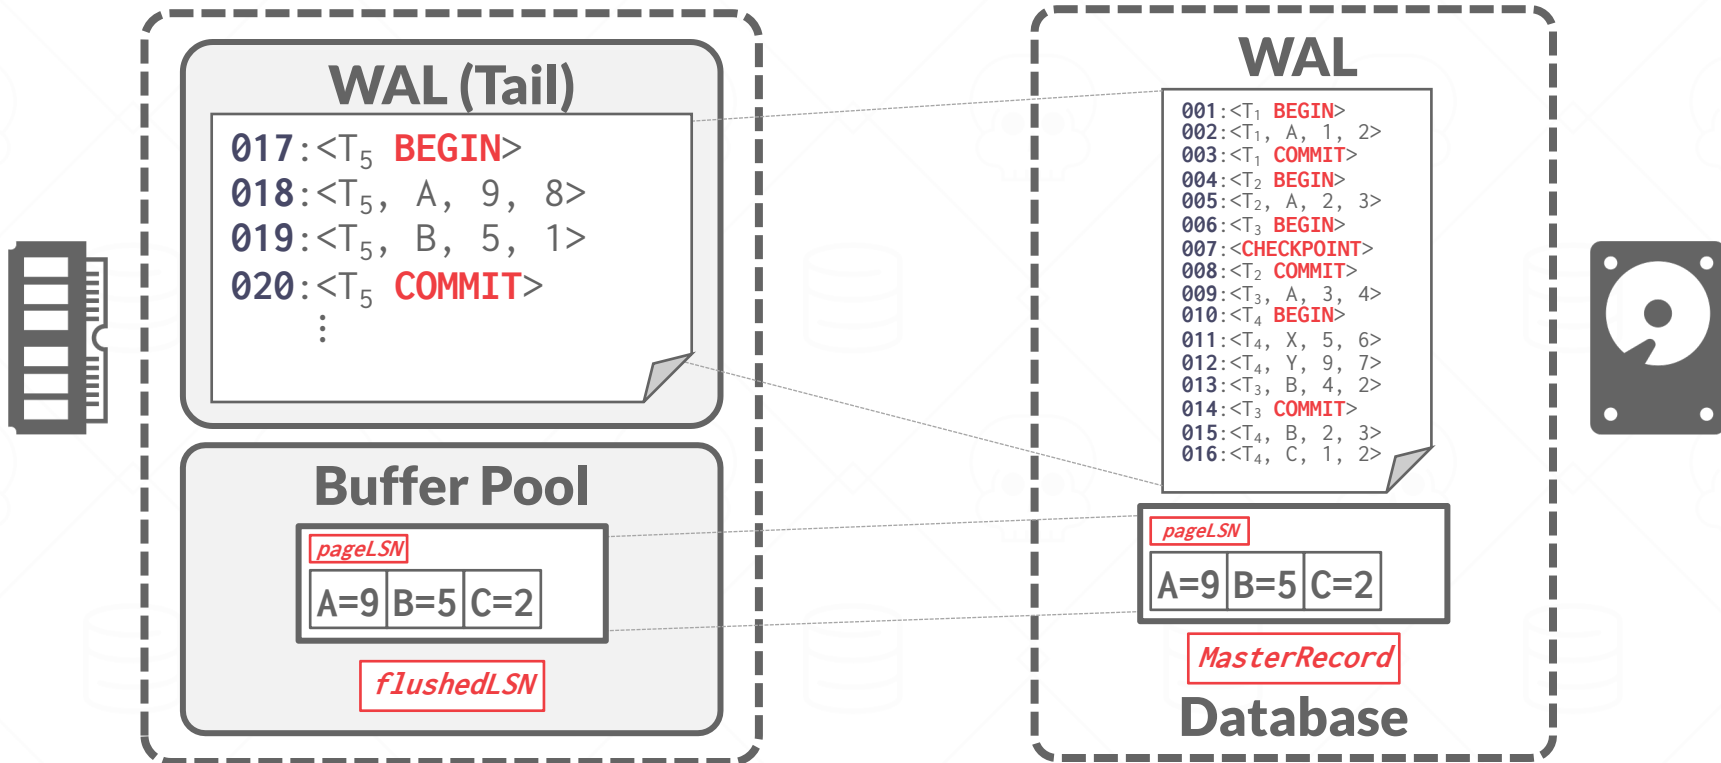 WAL (Tail)
017:<T5 BEGIN>
018:<T5, A, 9, 8>
019:<T5, B, 5, 1>
020:<T5 COMMIT>
⋮
Buffer Pool
pageLSN
A=9 B=5 C=2
flushedLSN
WAL
001:<T1 BEGIN>
002:<T1, A, 1, 2>
003:<T1 COMMIT>
004:<T2 BEGIN>
005:<T2, A, 2, 3>
006:<T3 BEGIN>
007:<CHECKPOINT>
008:<T2 COMMIT>
009:<T3, A, 3, 4>
010:<T4 BEGIN>
011:<T4, X, 5, 6>
012:<T4, Y, 9, 7>
013:<T3, B, 4, 2>
014:<T3 COMMIT>
015:<T4, B, 2, 3>
016:<T4, C, 1, 2>
pageLSN
A=9 B=5 C=2
MasterRecord
Database